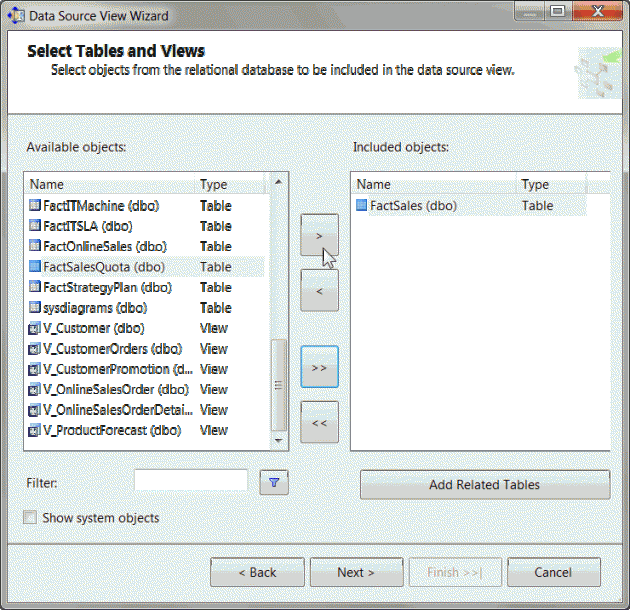 Data Source View Wizard
Select Tables and Views
Select objects from the relational database to be included in the data source view.
Available objects:
Name Type
FactITMachine (dbo) Table
FactITSLA (dbo) Table
FactOnlineSales (dbo) Table
FactSalesQuota (dbo) Table
FactStrategyPlan (dbo) Table
sysdiagrams (dbo) Table
V_Customer (dbo) View
V_CustomerOrders (dbo) View
V_CustomerPromotion (d... View
V_OnlineSalesOrder (dbo) View
V_OnlineSalesOrderDetai... View
V_ProductForecast (dbo) View
>
<
>>
<<
Included objects:
Name Type
FactSales (dbo) Table
Filter:
Add Related Tables
Show system objects
< Back
Next >
Finish >>|
Cancel